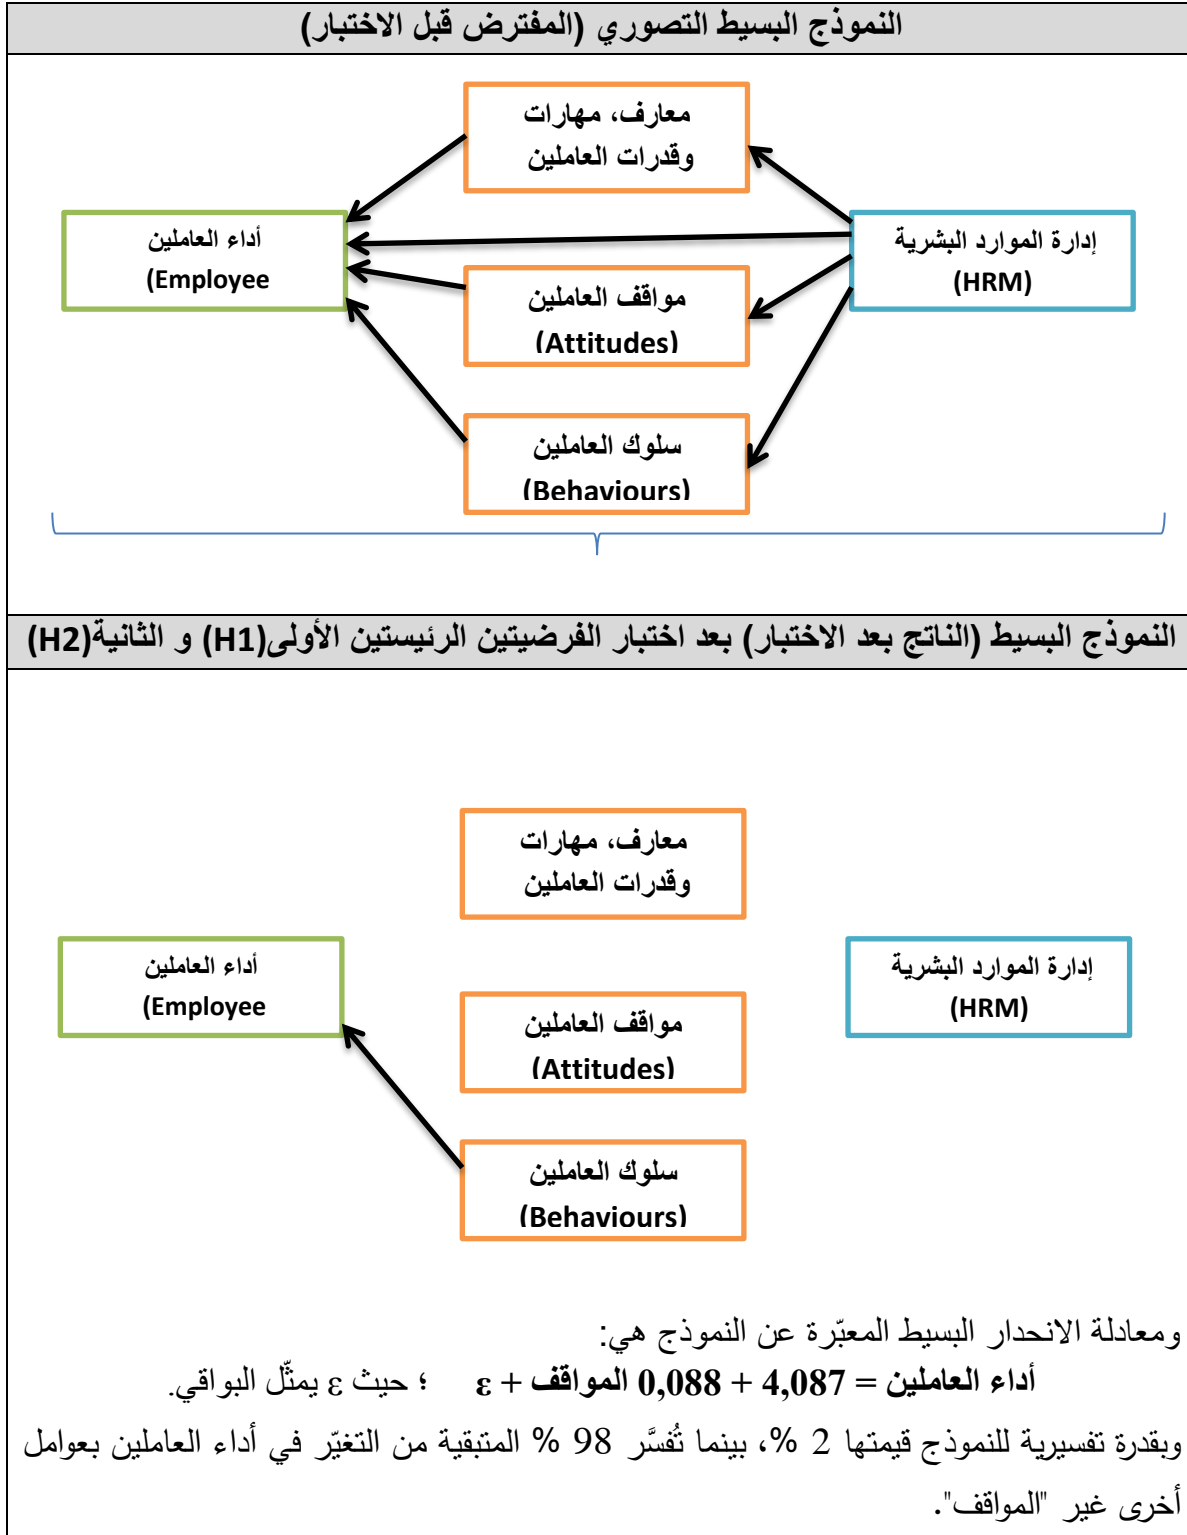 النموذج البسيط التصوري (المفترض قبل الاختبار)
معارف، مهارات
وقدرات العاملين
إدارة الموارد البشرية
(HRM)
أداء العاملين
(Employee
مواقف العاملين
(Attitudes)
سلوك العاملين
(Behaviours)
النموذج البسيط (الناتج بعد الاختبار) بعد اختبار الفرضيتين الرئيستين الأولى(H1) و الثانية(H2)
معارف، مهارات
وقدرات العاملين
إدارة الموارد البشرية
(HRM)
أداء العاملين
(Employee
مواقف العاملين
(Attitudes)
سلوك العاملين
(Behaviours)
ومعادلة الانحدار البسيط المعبّرة عن النموذج هي:
أداء العاملين = 4,087 + 0,088 المواقف + ε ؛ حيث ε يمثّل البواقي.
وبقدرة تفسيرية للنموذج قيمتها 2 %، بينما تُفسَّر 98 % المتبقية من التغيّر في أداء العاملين بعوامل
أخرى غير "المواقف".